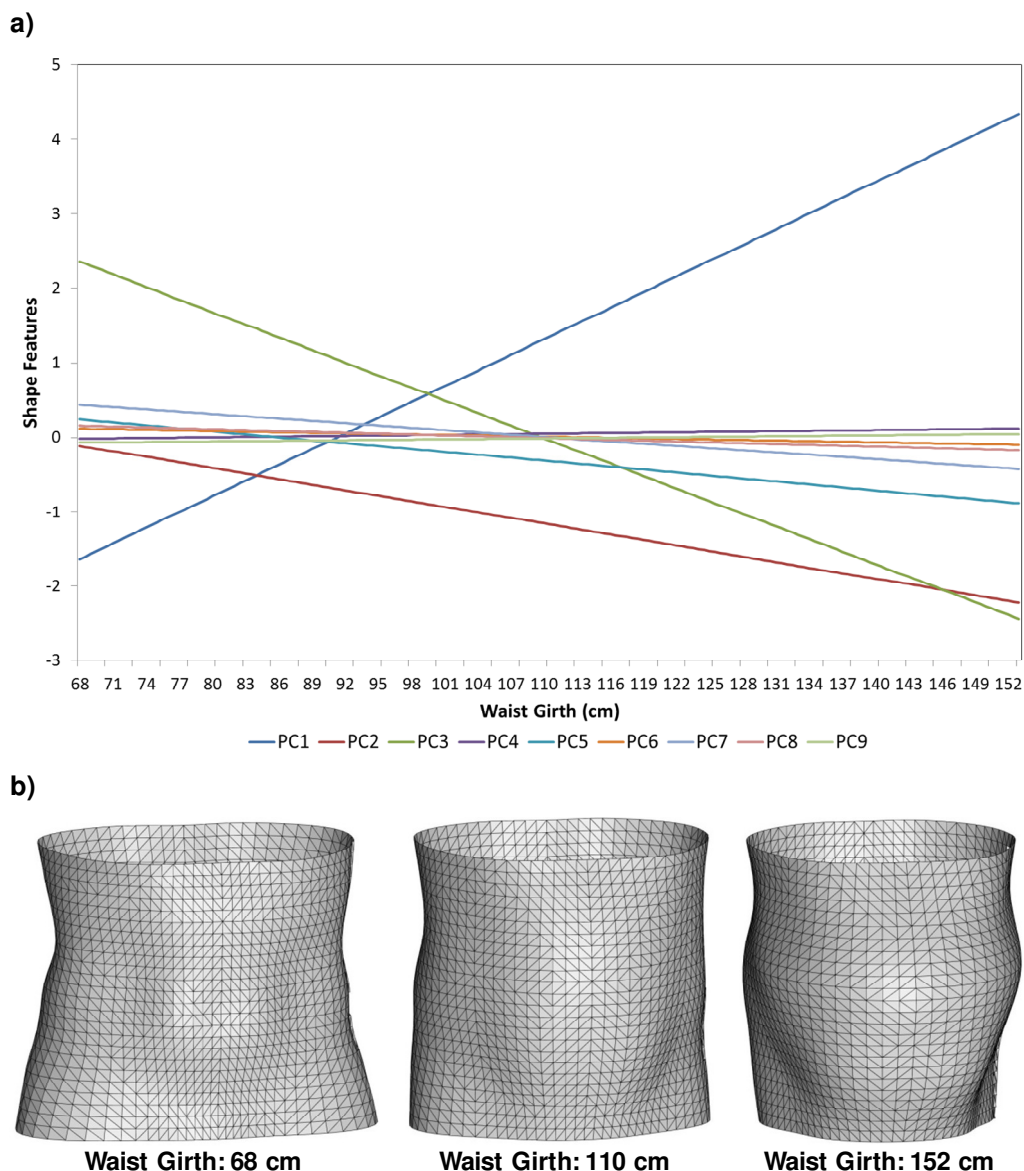 a)
5
4
3
2
1
0
-1
-2
-3
Shape Features
68 71 74 77 80 83 86 89 92 95 98 101 104 107 110 113 116 119 122 125 128 131 134 137 140 143 146 149 152
Waist Girth (cm)
PC1 PC2 PC3 PC4 PC5 PC6 PC7 PC8 PC9
b)
Waist Girth: 68 cm Waist Girth: 110 cm Waist Girth: 152 cm